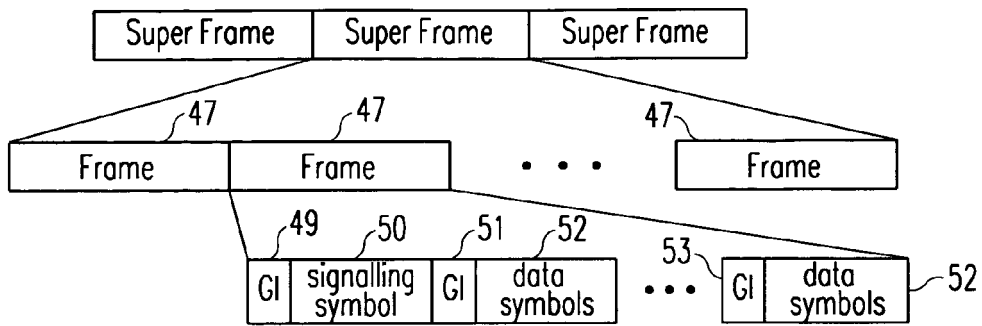 Super Frame Super Frame Super Frame
47 47 47
Frame Frame • • • Frame
49 50 51 52
GI signalling symbol GI data symbols • • • 53 GI data symbols 52